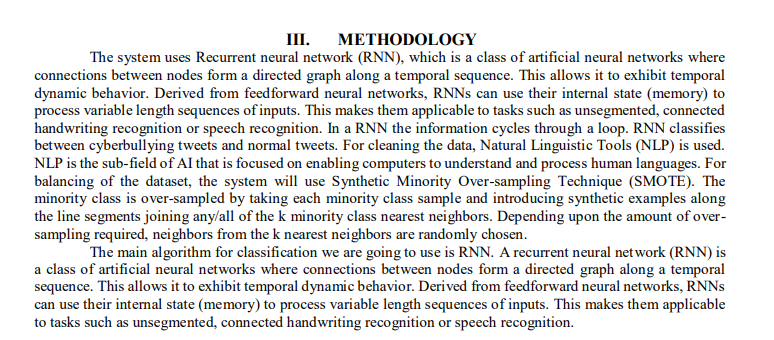 III. METHODOLOGY
The system uses Recurrent neural network (RNN), which is a class of artificial neural networks where
connections between nodes form a directed graph along a temporal sequence. This allows it to exhibit temporal
dynamic behavior. Derived from feedforward neural networks, RNNs can use their internal state (memory) to
process variable length sequences of inputs. This makes them applicable to tasks such as unsegmented, connected
handwriting recognition or speech recognition. In a RNN the information cycles through a loop. RNN classifies
between cyberbullying tweets and normal tweets. For cleaning the data, Natural Linguistic Tools (NLP) is used.
NLP is the sub-field of AI that is focused on enabling computers to understand and process human languages. For
balancing of the dataset, the system will use Synthetic Minority Over-sampling Technique (SMOTE). The
minority class is over-sampled by taking each minority class sample and introducing synthetic examples along
the line segments joining any/all of the k minority class nearest neighbors. Depending upon the amount of over-
sampling required, neighbors from the k nearest neighbors are randomly chosen.
The main algorithm for classification we are going to use is RNN. A recurrent neural network (RNN) is
a class of artificial neural networks where connections between nodes form a directed graph along a temporal
sequence. This allows it to exhibit temporal dynamic behavior. Derived from feedforward neural networks, RNNs
can use their internal state (memory) to process variable length sequences of inputs. This makes them applicable
to tasks such as unsegmented, connected handwriting recognition or speech recognition.